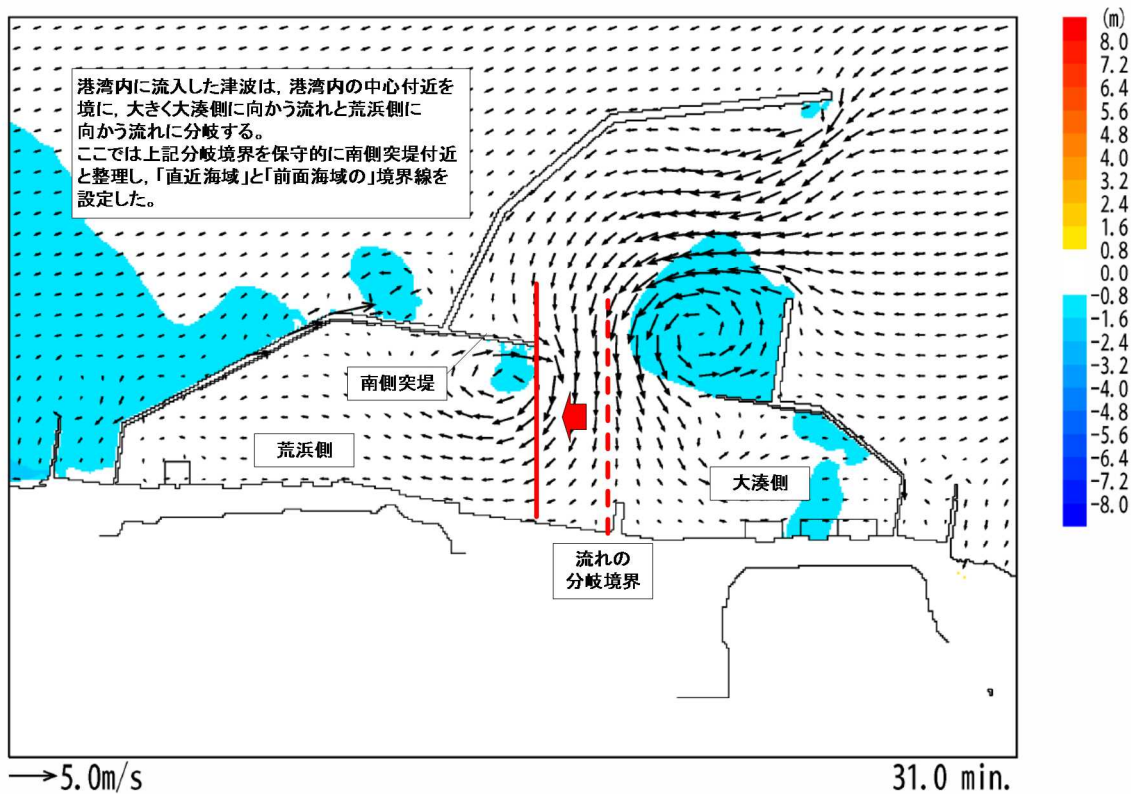 港湾内に流入した津波は，港湾内の中心付近を
境に，大きく大湊側に向かう流れと荒浜側に
向かう流れに分岐する。
ここでは上記分岐境界を保守的に南側突堤付近
と整理し，「直近海域」と「前面海域の」境界線を
設定した。
(m)
8.0
7.2
6.4
5.6
4.8
4.0
3.2
2.4
1.6
0.8
0.0
-0.8
-1.6
-2.4
-3.2
-4.0
-4.8
-5.6
-6.4
-7.2
-8.0
南側突堤
荒浜側
大湊側
流れの
分岐境界
5.0m/s
31.0 min.